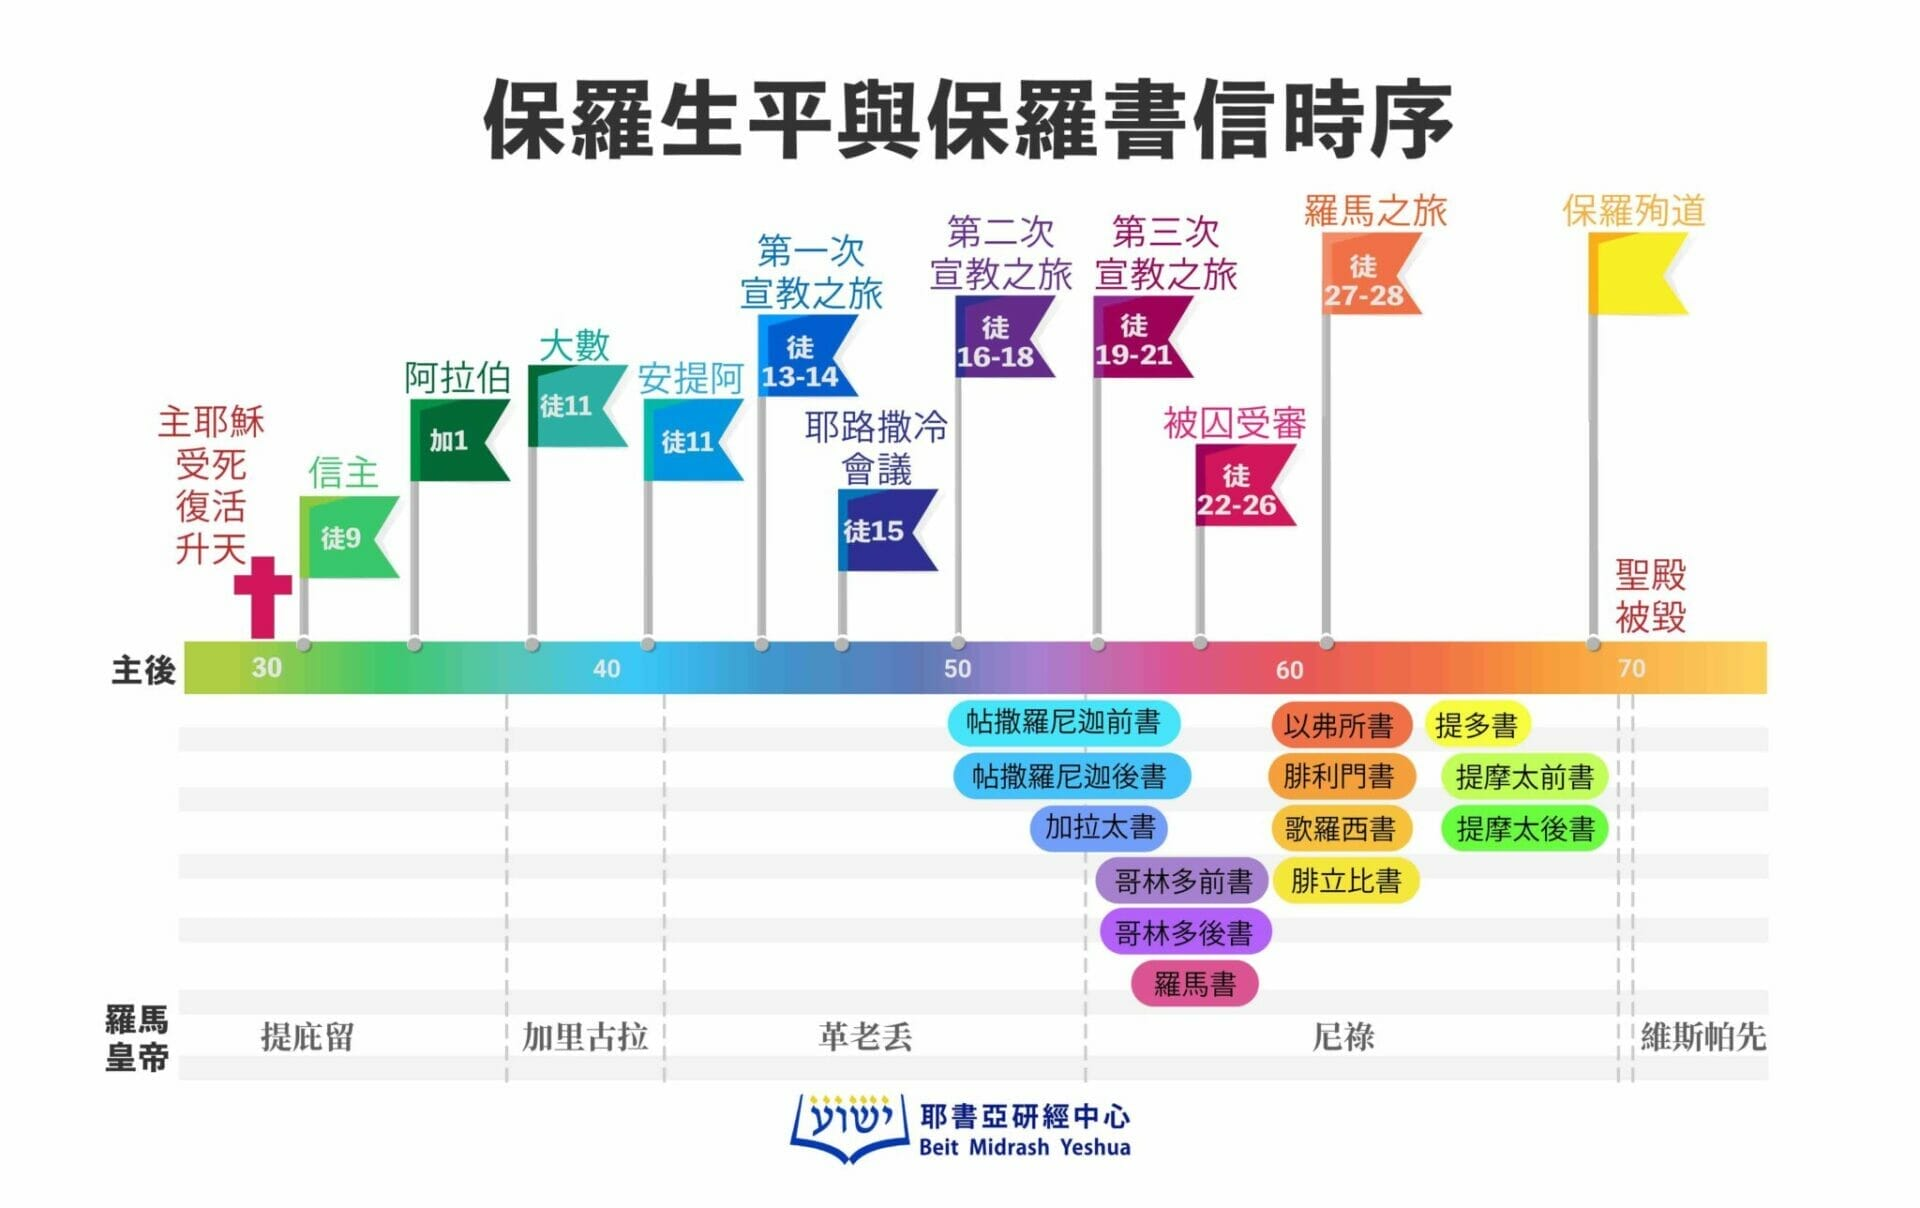 保羅生平與保羅書信時序
主耶穌
受死
復活
升天
信主
徒9
阿拉伯
加1
大數
徒11
安提阿
徒11
第一次
宣教之旅
徒
13-14
耶路撒冷
會議
徒15
第二次
宣教之旅
徒
16-18
第三次
宣教之旅
徒
19-21
被囚受審
徒
22-26
羅馬之旅
徒
27-28
保羅殉道
聖殿
被毀
主後 30 40 50 60 70
帖撒羅尼迦前書 以弗所書 提多書
帖撒羅尼迦後書 腓利門書 提摩太前書
加拉太書 歌羅西書 提摩太後書
哥林多前書 腓立比書
哥林多後書
羅馬書
羅馬
皇帝
提庇留 加里古拉 革老丟 尼祿 維斯帕先
ישוע
耶書亞研經中心
Beit Midrash Yeshua